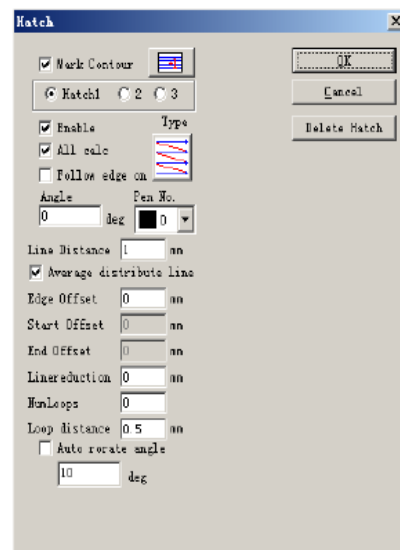 Hatch
Mark Contour
Hatch1 2 3
Enable Type
All calc
Follow edge on
Angle Pen No.
0 deg 0
Line Distance 1 mm
Average distribute line
Edge Offset 0 mm
Start Offset 0 mm
End Offset 0 mm
Linereduction 0 mm
NumLoops 0
Loop distance 0.5 mm
Auto rorate angle
10 deg
OK
Cancel
Delete Hatch